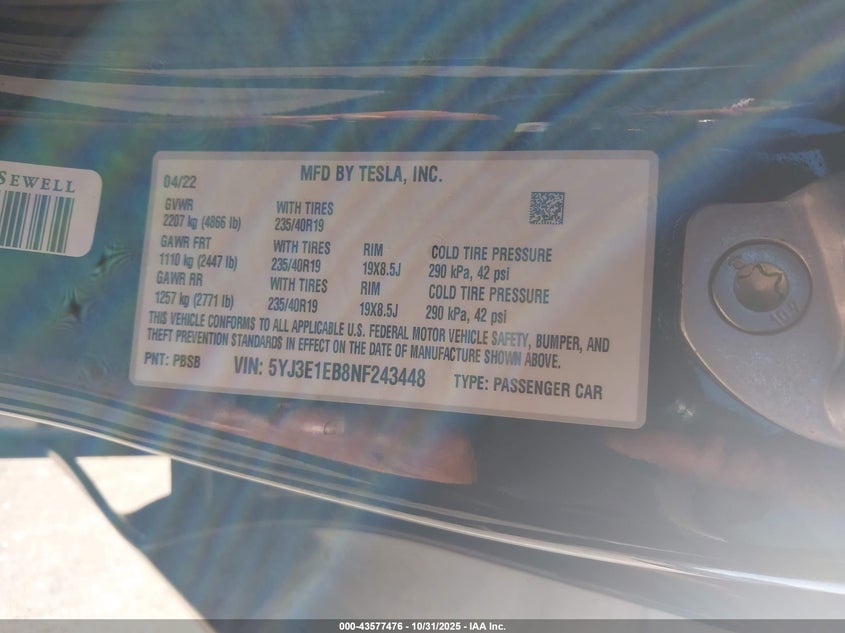 SEWELL
04/22
MFD BY TESLA, INC.
GVWR
2207 kg (4866 lb)
WITH TIRES
235/40R19
GAWR FRT
1110 kg (2447 lb)
WITH TIRES
235/40R19
RIM
19X8.5J
COLD TIRE PRESSURE
290 kPa, 42 psi
GAWR RR
1257 kg (2771 lb)
WITH TIRES
235/40R19
RIM
19X8.5J
COLD TIRE PRESSURE
290 kPa, 42 psi
THIS VEHICLE CONFORMS TO ALL APPLICABLE U.S. FEDERAL MOTOR VEHICLE SAFETY, BUMPER, AND
THEFT PREVENTION STANDARDS IN EFFECT ON THE DATE OF MANUFACTURE SHOWN ABOVE.
PNT: PBSB
VIN: 5YJ3E1EB8NF243448
TYPE: PASSENGER CAR
000-43577476 • 10/31/2025 • IAA Inc.